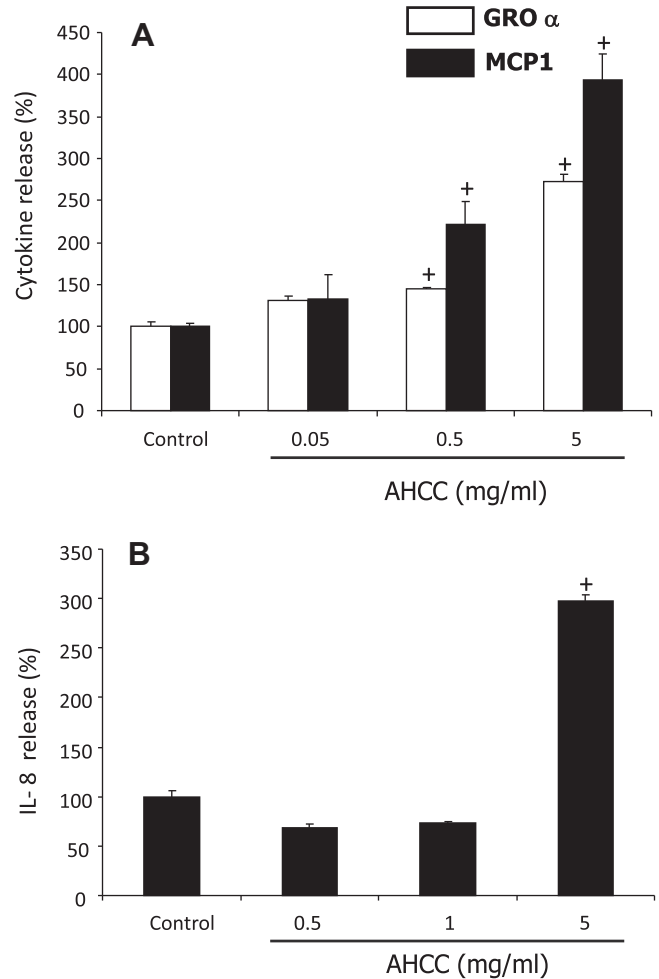 A
GRO α
MCP1
450
400
350
300
250
200
150
100
50
0
Cytokine release (%)
+
+
+
+
Control 0.05 0.5 5
AHCC (mg/ml)
B
350
300
250
200
150
100
50
0
IL- 8 release (%)
+
Control 0.5 1 5
AHCC (mg/ml)